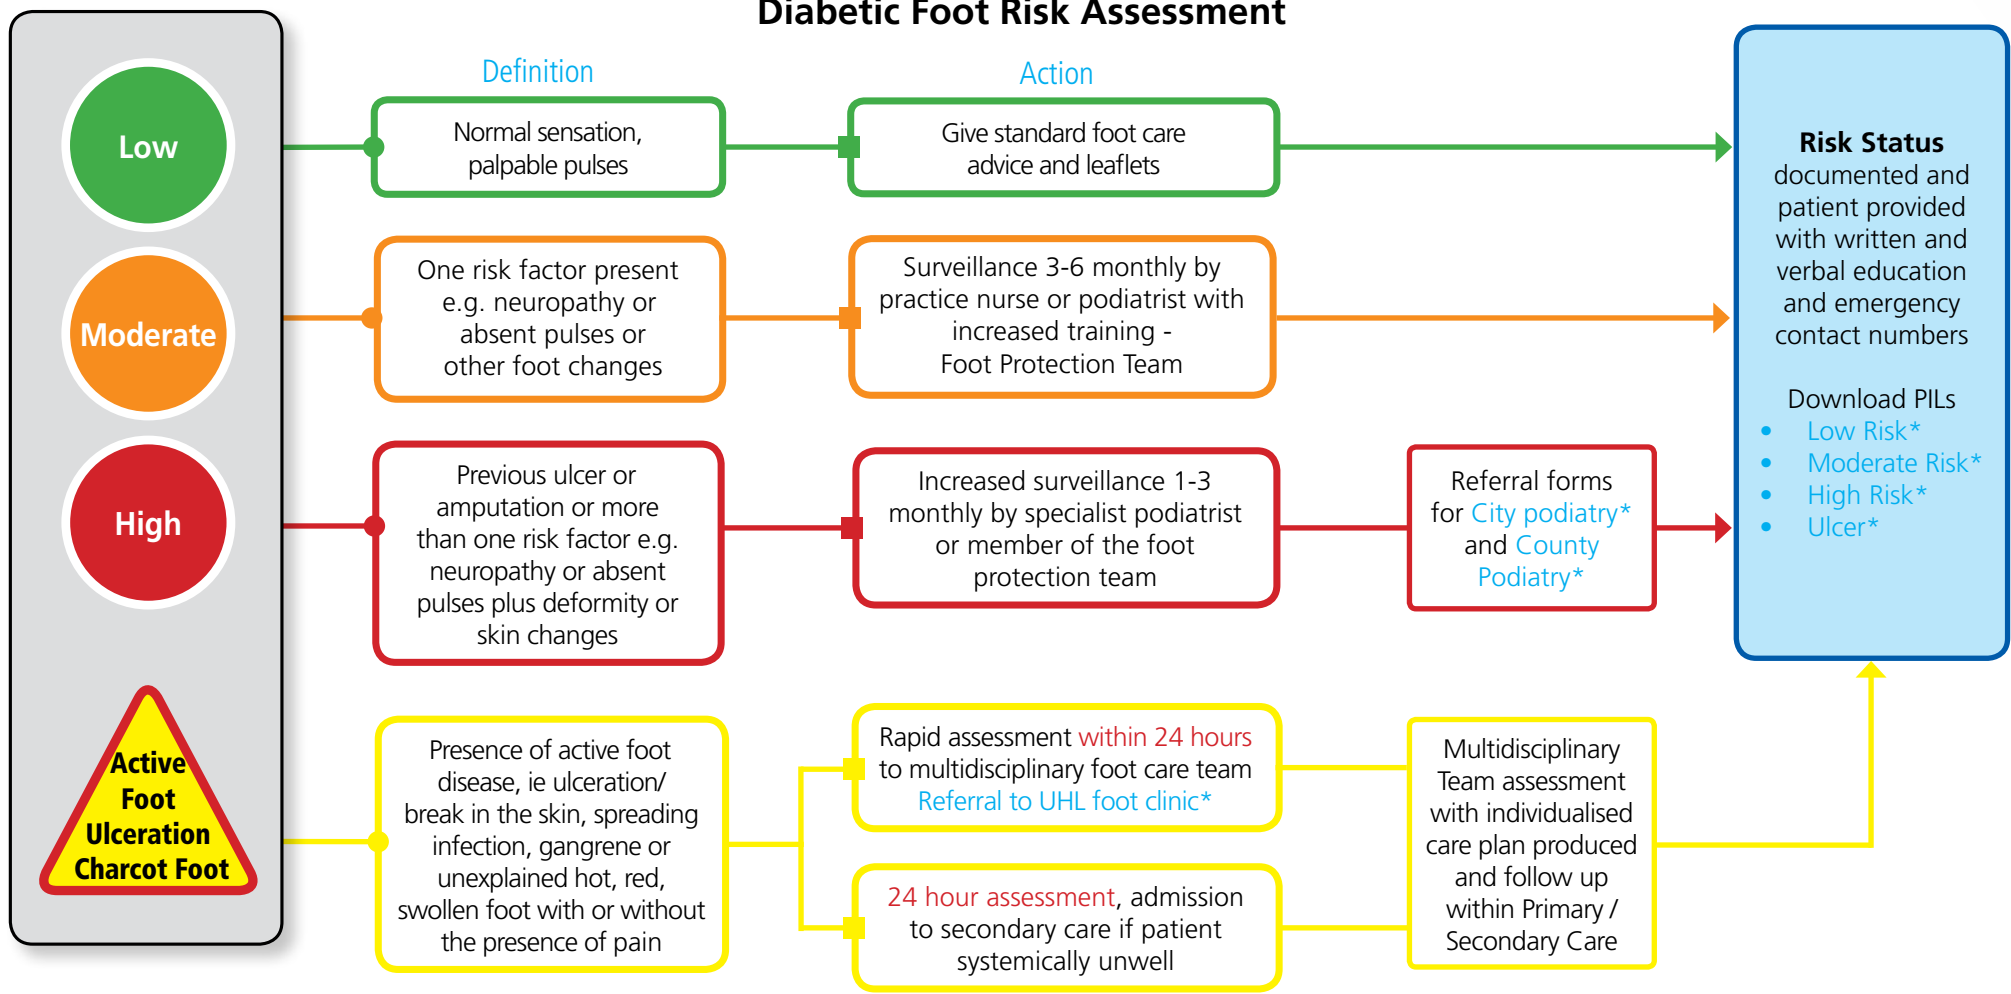 Diabetic Foot Risk Assessment
Definition
Action
Low
Normal sensation,
palpable pulses
Give standard foot care
advice and leaflets
Moderate
One risk factor present
e.g. neuropathy or
absent pulses or
other foot changes
Surveillance 3-6 monthly by
practice nurse or podiatrist with
increased training -
Foot Protection Team
High
Previous ulcer or
amputation or more
than one risk factor e.g.
neuropathy or absent
pulses plus deformity or
skin changes
Increased surveillance 1-3
monthly by specialist podiatrist
or member of the foot
protection team
Referral forms
for City podiatry*
and County
Podiatry*
Active
Foot
Ulceration
Charcot Foot
Presence of active foot
disease, ie ulceration/
break in the skin, spreading
infection, gangrene or
unexplained hot, red,
swollen foot with or without
the presence of pain
Rapid assessment within 24 hours
to multidisciplinary foot care team
Referral to UHL foot clinic*
24 hour assessment, admission
to secondary care if patient
systemically unwell
Multidisciplinary
Team assessment
with individualised
care plan produced
and follow up
within Primary /
Secondary Care
Risk Status
documented and
patient provided
with written and
verbal education
and emergency
contact numbers
Download PILs
• Low Risk*
• Moderate Risk*
• High Risk*
• Ulcer*